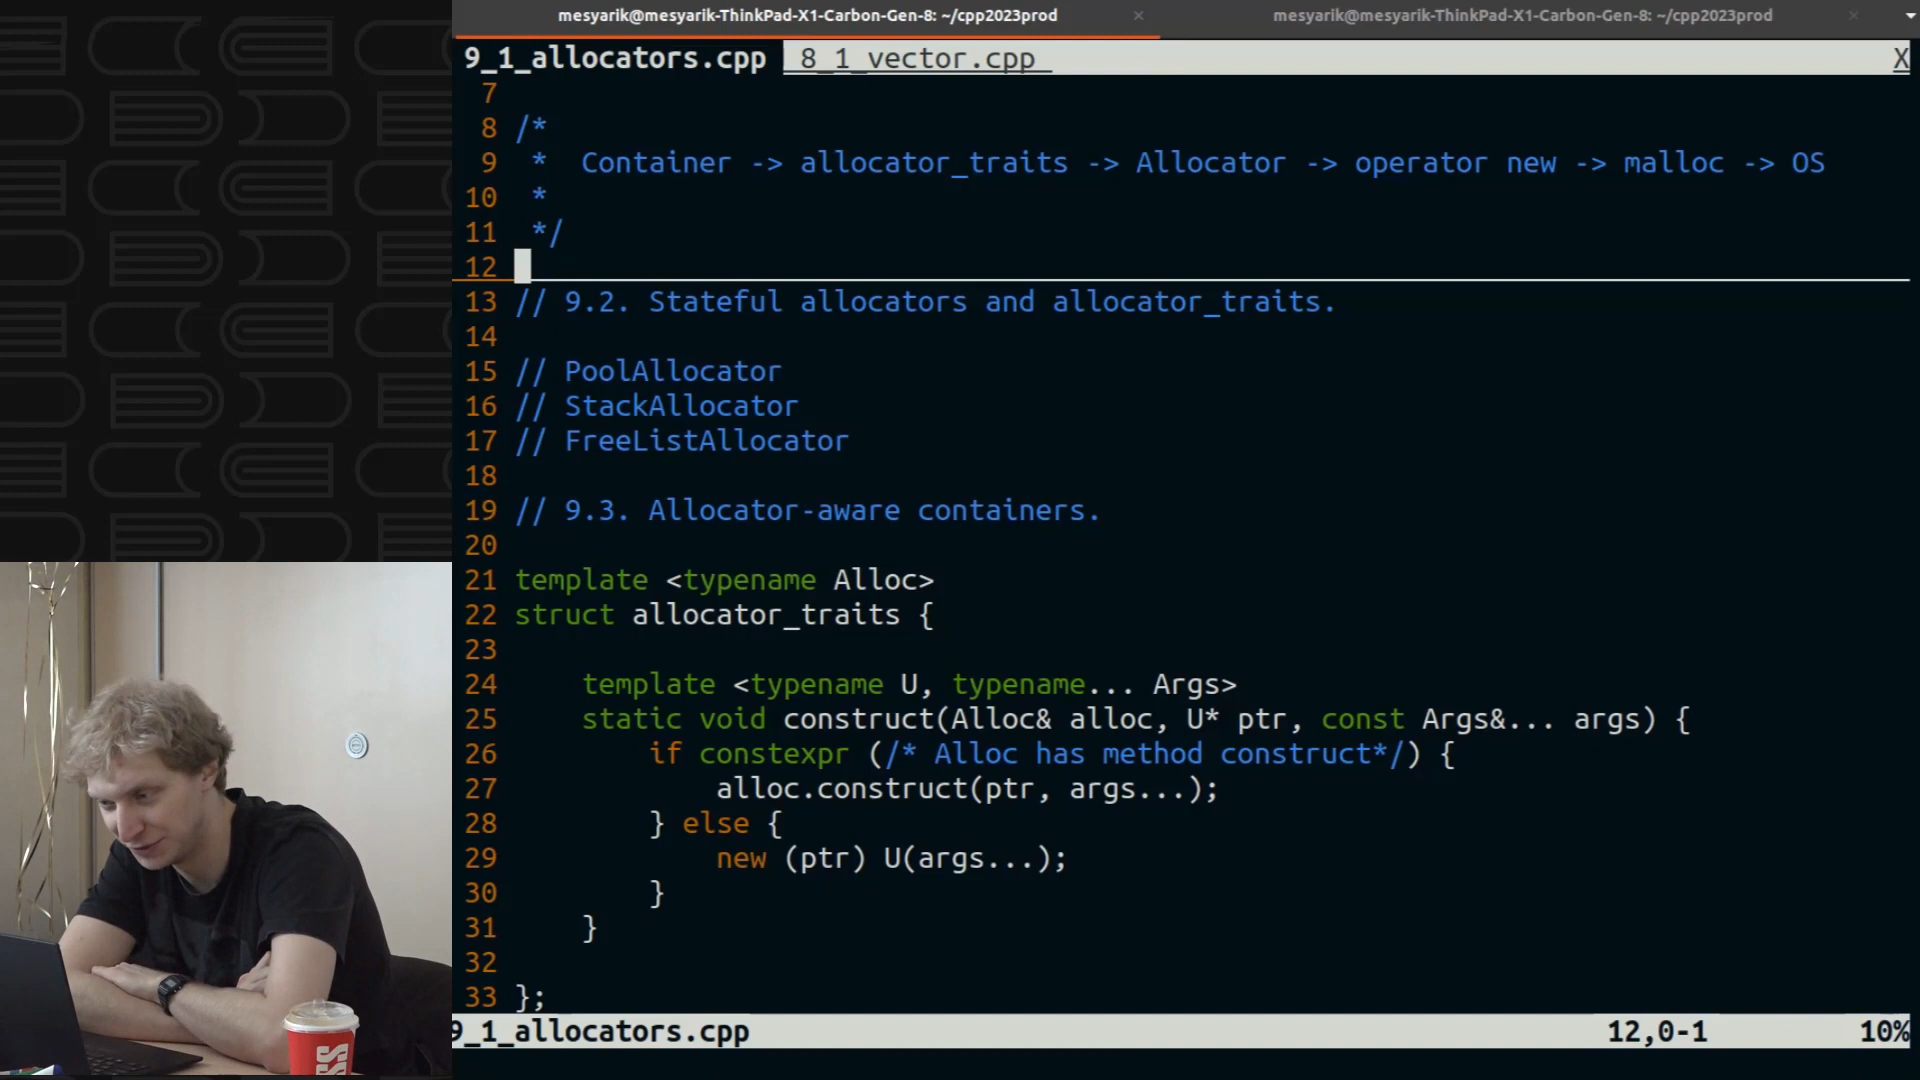 mesyarik@mesyarik-ThinkPad-X1-Carbon-Gen-8: ~/cpp2023prod × mesyarik@mesyarik-ThinkPad-X1-Carbon-Gen-8: ~/cpp2023prod ×
9_1_allocators.cpp 8_1_vector.cpp X
7
8 /*
9 * Container -> allocator_traits -> Allocator -> operator new -> malloc -> OS
10 *
11 */
12
13 // 9.2. Stateful allocators and allocator_traits.
14
15 // PoolAllocator
16 // StackAllocator
17 // FreeListAllocator
18
19 // 9.3. Allocator-aware containers.
20
21 template <typename Alloc>
22 struct allocator_traits {
23
24 template <typename U, typename... Args>
25 static void construct(Alloc& alloc, U* ptr, const Args&... args) {
26 if constexpr (/* Alloc has method construct*/) {
27 alloc.construct(ptr, args...);
28 } else {
29 new (ptr) U(args...);
30 }
31 }
32
33 };
9_1_allocators.cpp 12,0-1 10%